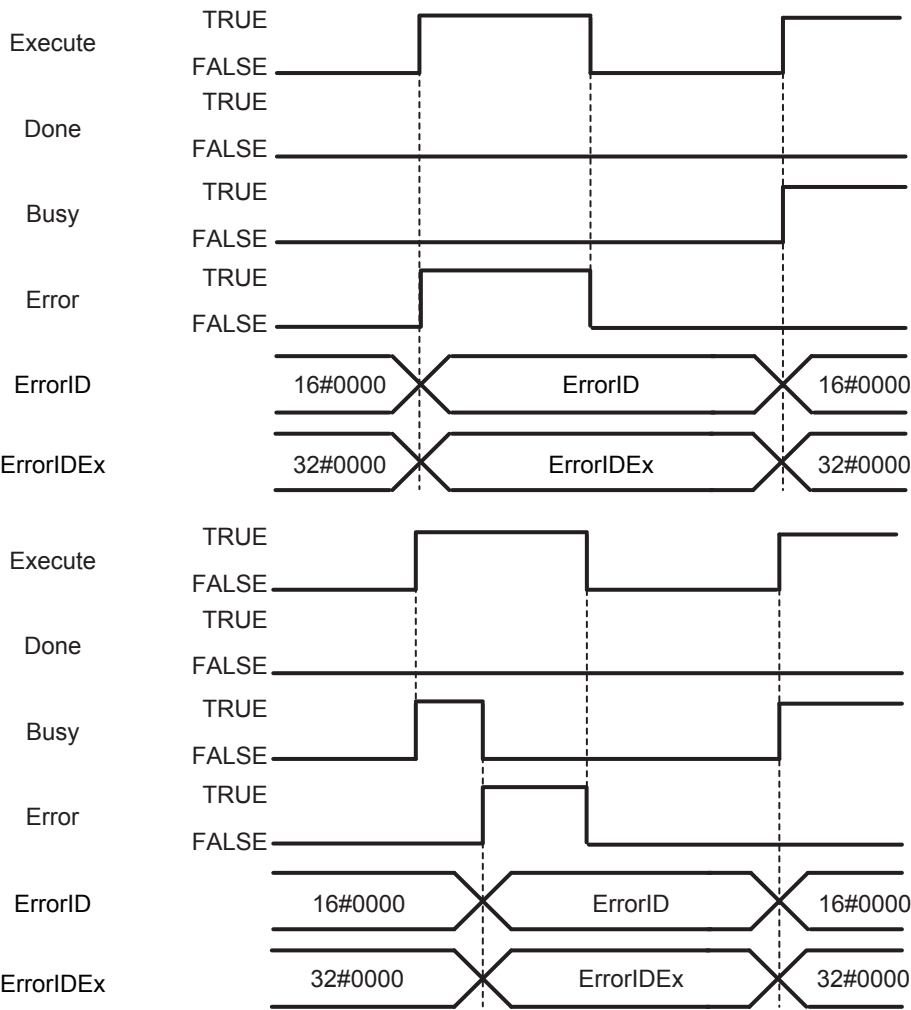 TRUE
Execute
FALSE
TRUE
Done
FALSE
TRUE
Busy
FALSE
TRUE
Error
FALSE
ErrorID 16#0000 ErrorID 16#0000
ErrorIDEx 32#0000 ErrorIDEx 32#0000
TRUE
Execute
FALSE
TRUE
Done
FALSE
TRUE
Busy
FALSE
TRUE
Error
FALSE
ErrorID 16#0000 ErrorID 16#0000
ErrorIDEx 32#0000 ErrorIDEx 32#0000